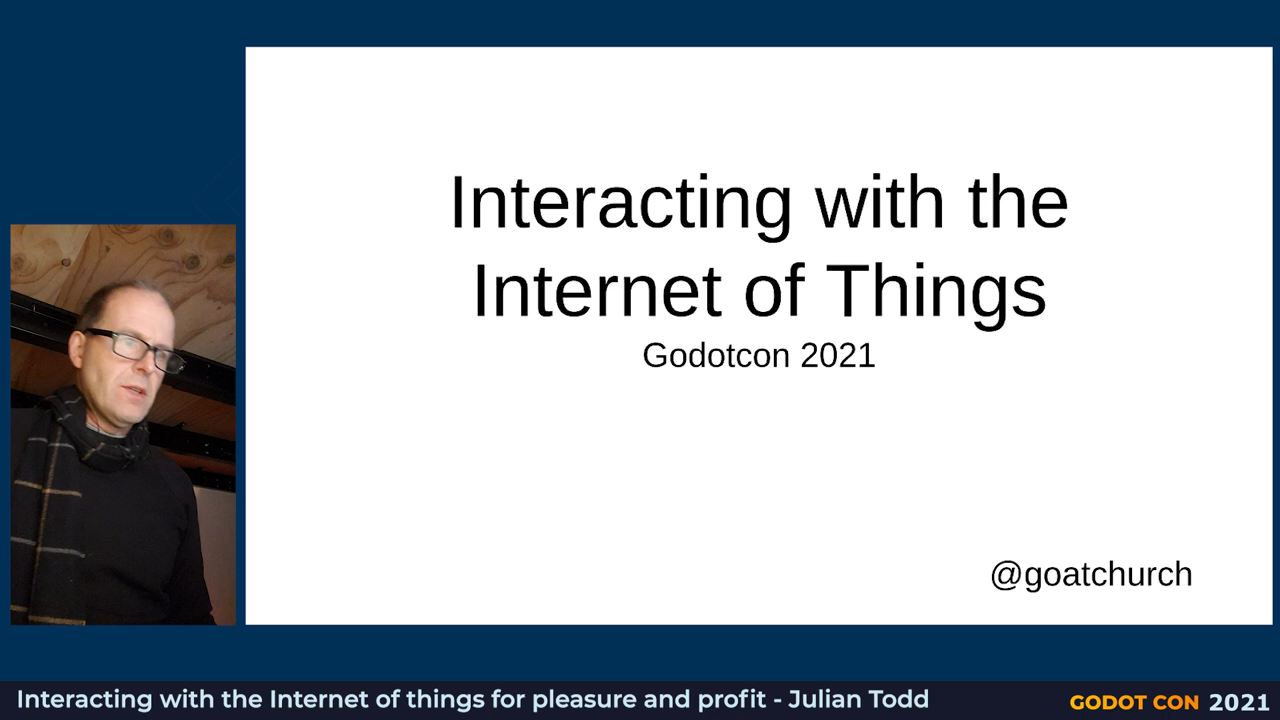 Interacting with the
Internet of Things
Godotcon 2021
@goatchurch
Interacting with the Internet of things for pleasure and profit - Julian Todd
GODOT CON 2021